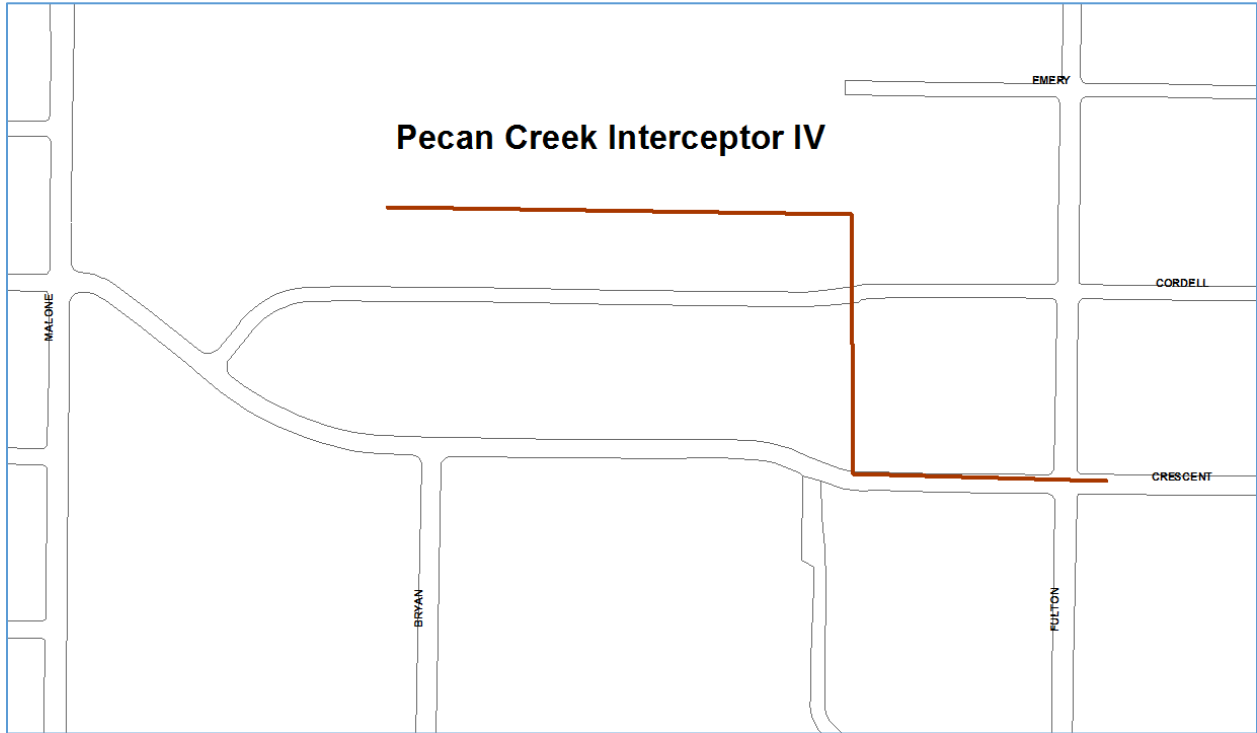 EMERY
Pecan Creek Interceptor IV
CORDELL
MALONE
CRESCENT
BRYAN
FULTON